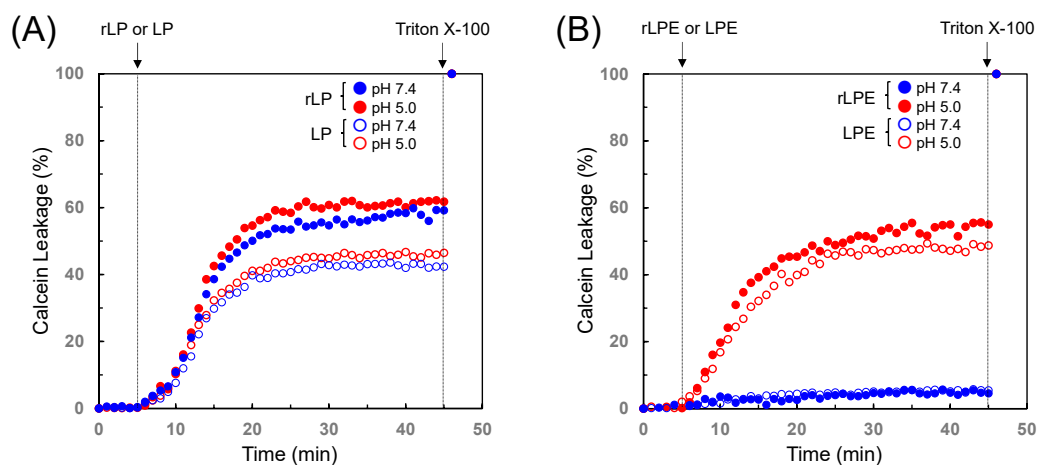 (A)
rLP or LP
Triton X-100
100
80
60
40
20
0
Calcein Leakage (%)
rLP
pH 7.4
pH 5.0
LP
pH 7.4
pH 5.0
0 10 20 30 40 50
Time (min)
(B)
rLPE or LPE
Triton X-100
100
80
60
40
20
0
Calcein Leakage (%)
rLPE
pH 7.4
pH 5.0
LPE
pH 7.4
pH 5.0
0 10 20 30 40 50
Time (min)